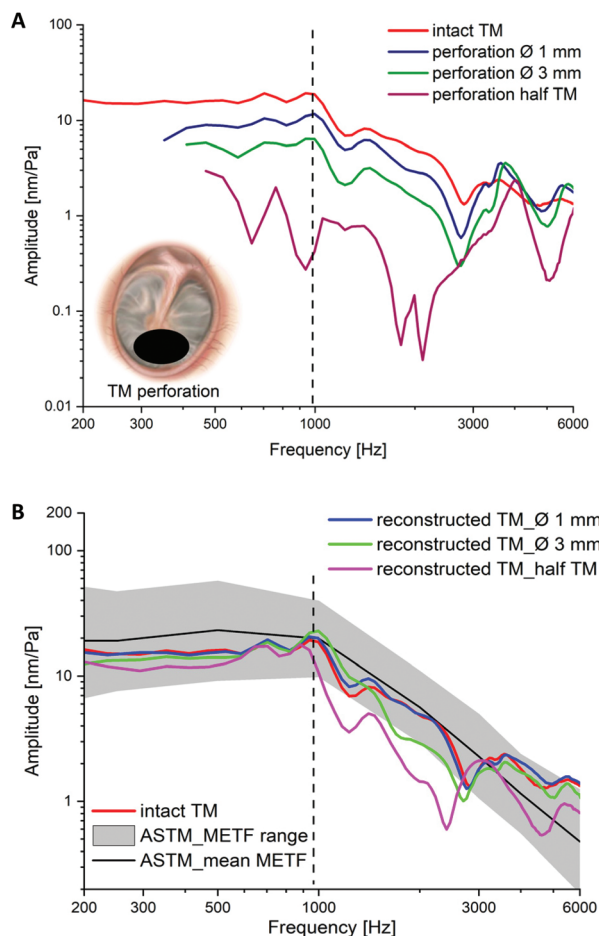 A
100
10
1
0.1
0.01
Amplitude [nm/Pa]
intact TM
perforation Ø 1 mm
perforation Ø 3 mm
perforation half TM
TM perforation
200 300 500 1000 3000 6000
Frequency [Hz]
B
200
100
10
1
Amplitude [nm/Pa]
reconstructed TM_Ø 1 mm
reconstructed TM_Ø 3 mm
reconstructed TM_half TM
intact TM
ASTM_METF range
ASTM_mean METF
200 300 500 1000 3000 6000
Frequency [Hz]